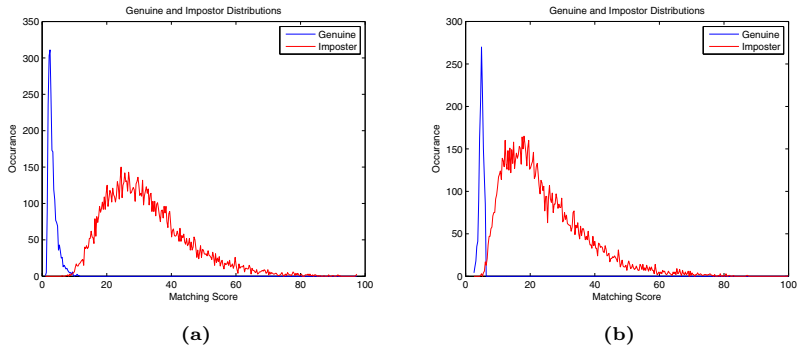 Genuine and Impostor Distributions
350
300
250
200
150
100
50
0
0
20
40
60
80
100
Occurance
Matching Score
Genuine
Imposter
(a)
Genuine and Impostor Distributions
300
250
200
150
100
50
0
0
20
40
60
80
100
Occurance
Matching Score
Genuine
Imposter
(b)